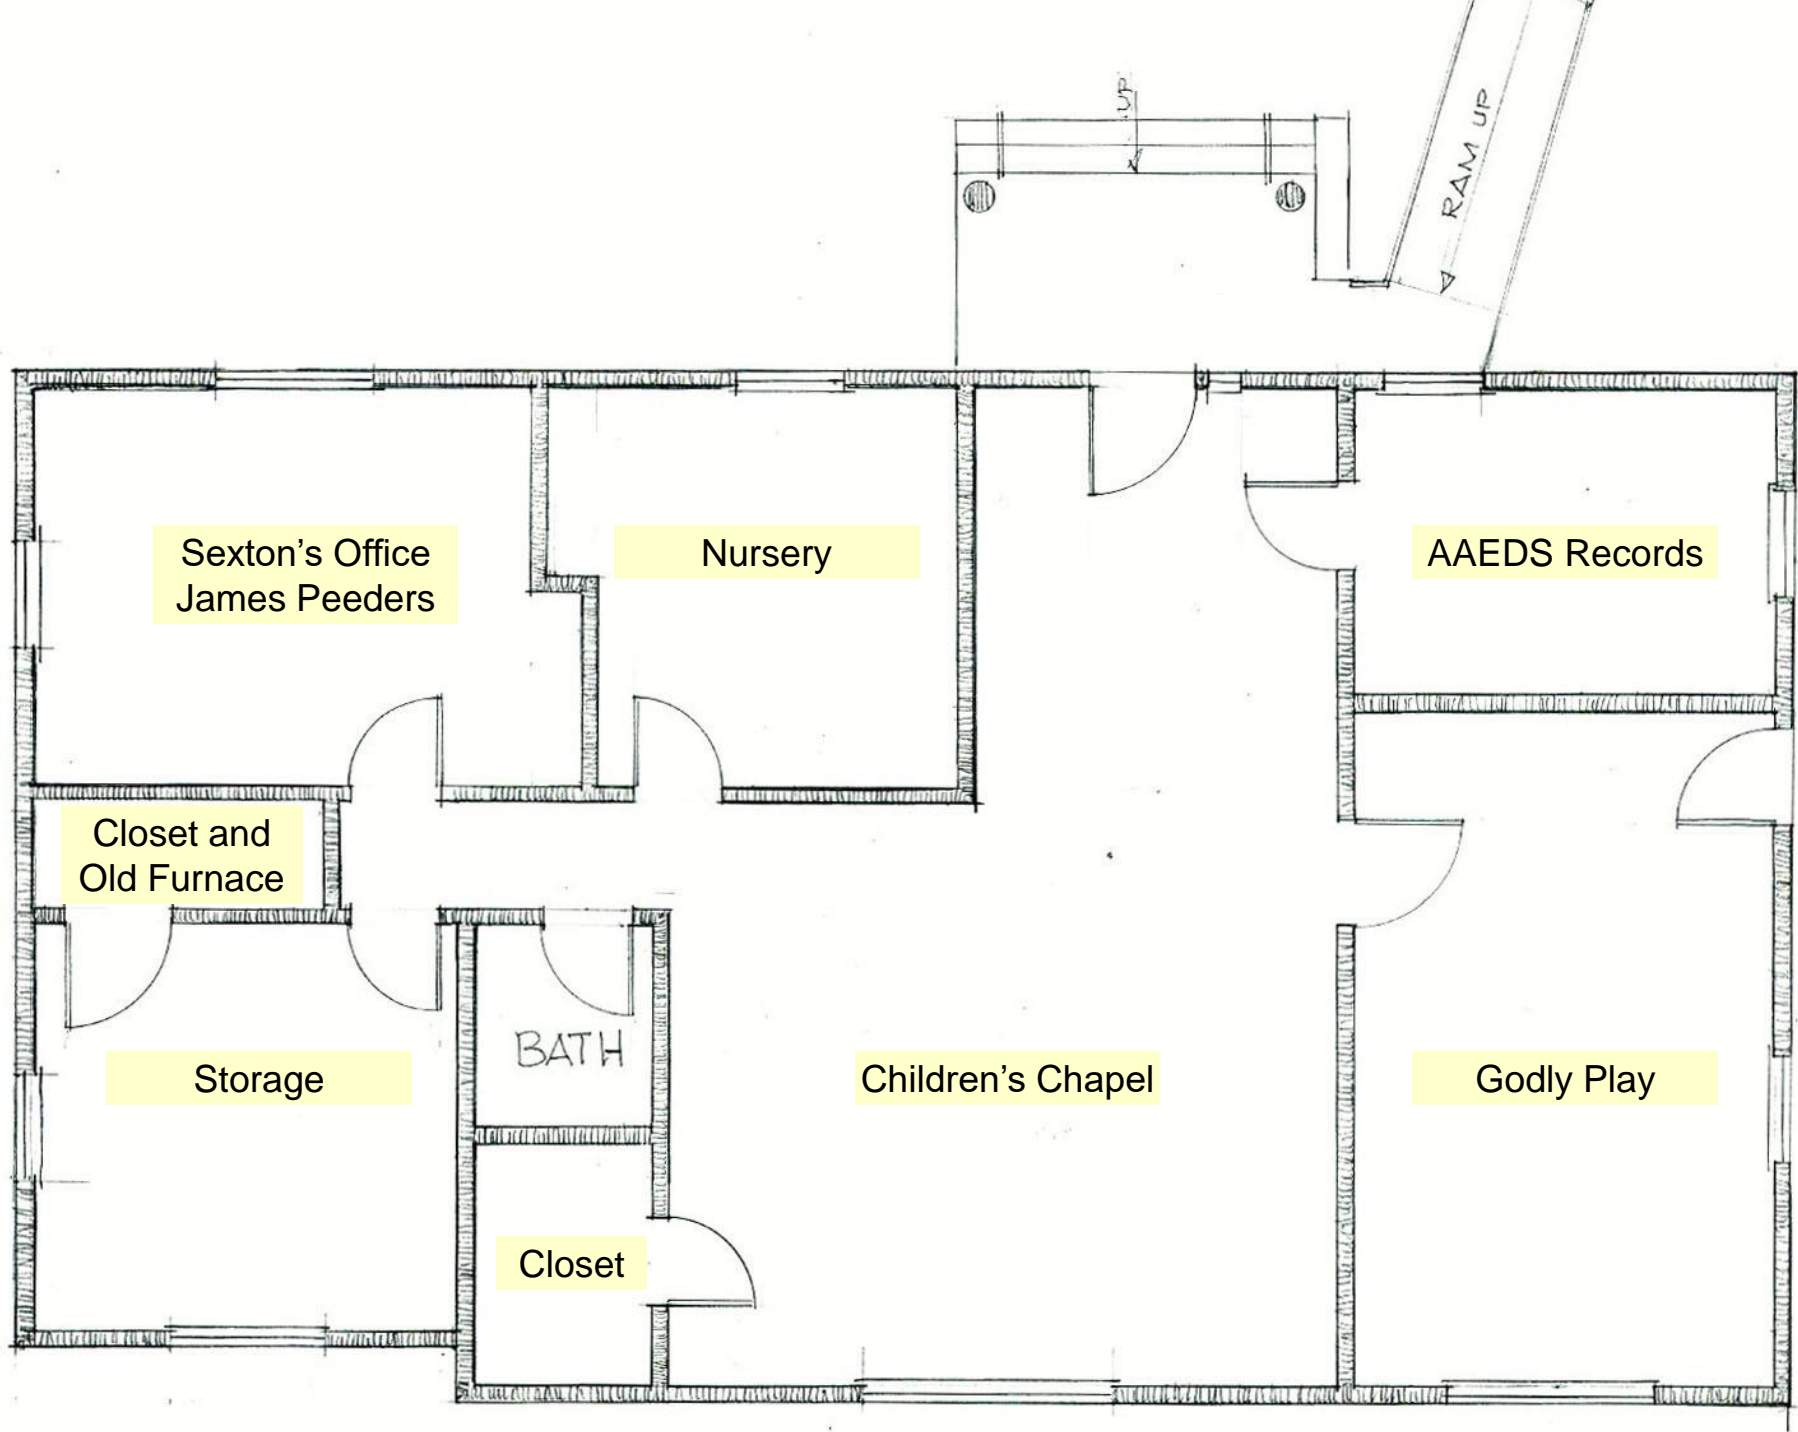 UP
RAM UP
Sexton’s Office
James Peeders
Nursery
AAEDS Records
Closet and
Old Furnace
BATH
Storage
Children’s Chapel
Godly Play
Closet